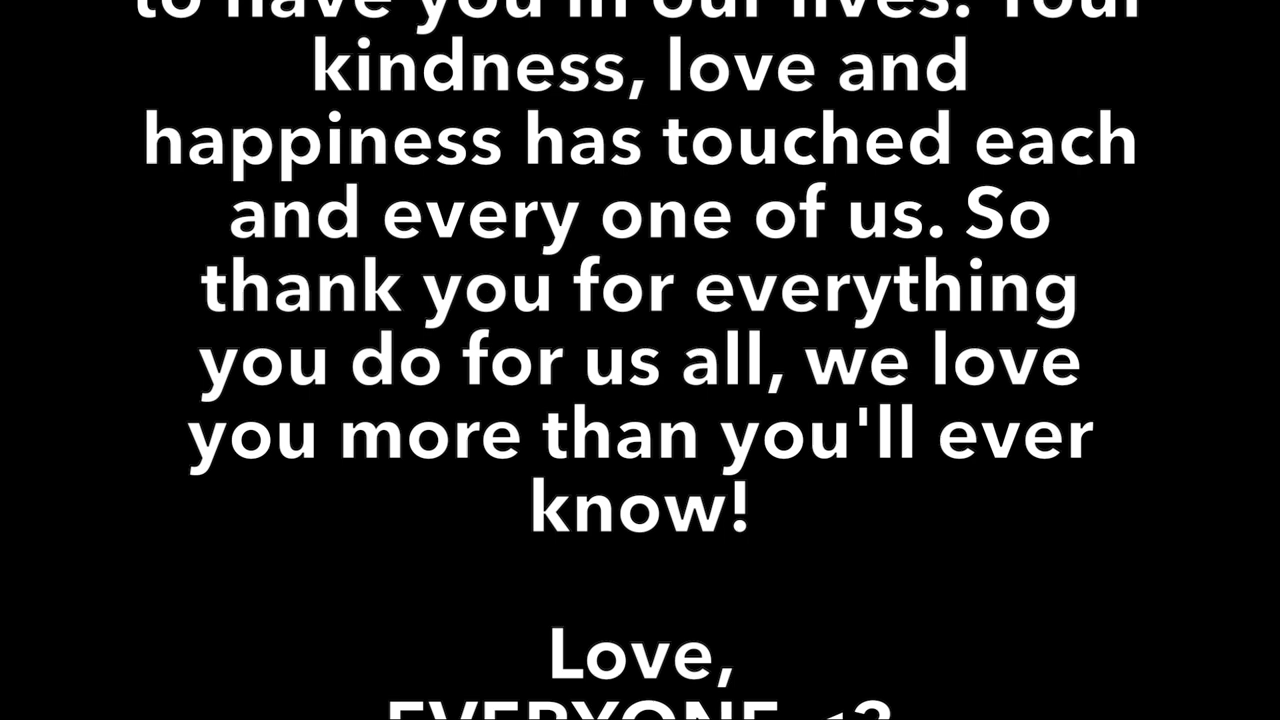 to have you in our lives. Your
kindness, love and
happiness has touched each
and every one of us. So
thank you for everything
you do for us all, we love
you more than you'll ever
know!
Love,
EVERYONE <3